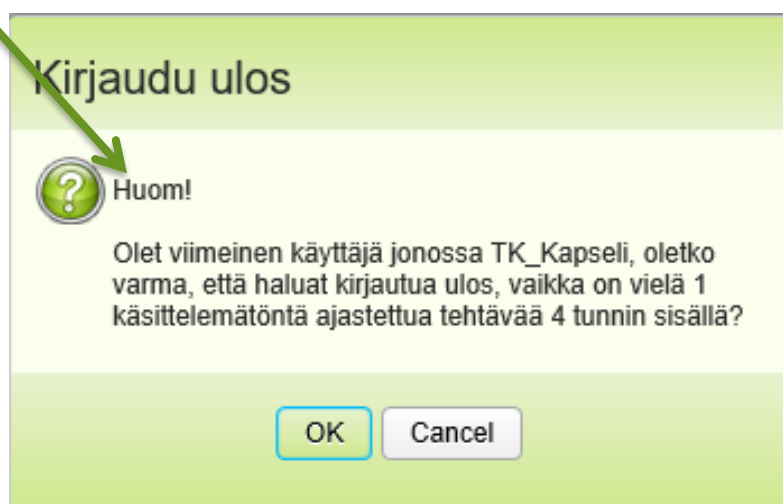 Kirjaudu ulos
Huom!
Olet viimeinen käyttäjä jonossa TK_Kapseli, oletko
varma, että haluat kirjautua ulos, vaikka on vielä 1
käsittelemätöntä ajastettua tehtävää 4 tunnin sisällä?
OK Cancel